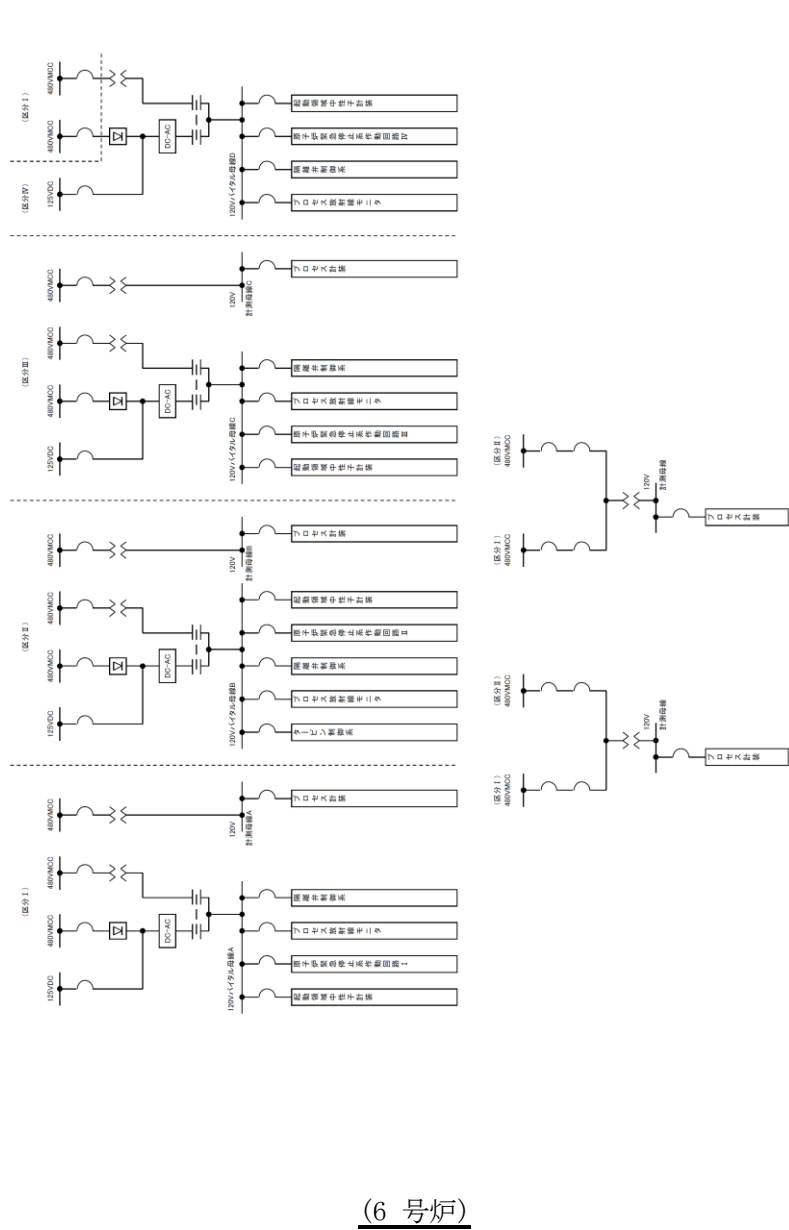 (区分Ⅰ)
480VMCC
480VMCC
(区分Ⅳ)
125VDC
DC-AC
120Vバイタル母線D
起動領域中性子計装
原子炉緊急停止系作動回路Ⅳ
隔離弁制御系
プロセス放射線モニタ
480VMCC
120V
計測母線C
プロセス計装
(区分Ⅲ)
480VMCC
480VMCC
125VDC
DC-AC
120Vバイタル母線C
隔離弁制御系
プロセス放射線モニタ
原子炉緊急停止系作動回路Ⅲ
起動領域中性子計装
480VMCC
120V
計測母線B
プロセス計装
(区分Ⅱ)
480VMCC
480VMCC
125VDC
DC-AC
120Vバイタル母線B
起動領域中性子計装
原子炉緊急停止系作動回路Ⅱ
隔離弁制御系
プロセス放射線モニタ
タービン制御系
480VMCC
120V
計測母線A
プロセス計装
(区分Ⅰ)
480VMCC
480VMCC
125VDC
DC-AC
120Vバイタル母線A
隔離弁制御系
プロセス放射線モニタ
原子炉緊急停止系作動回路Ⅰ
起動領域中性子計装
(区分Ⅱ)
480VMCC
(区分Ⅰ)
480VMCC
120V
計測母線
プロセス計装
(区分Ⅱ)
480VMCC
(区分Ⅰ)
480VMCC
120V
計測母線
プロセス計装
(6 号炉)